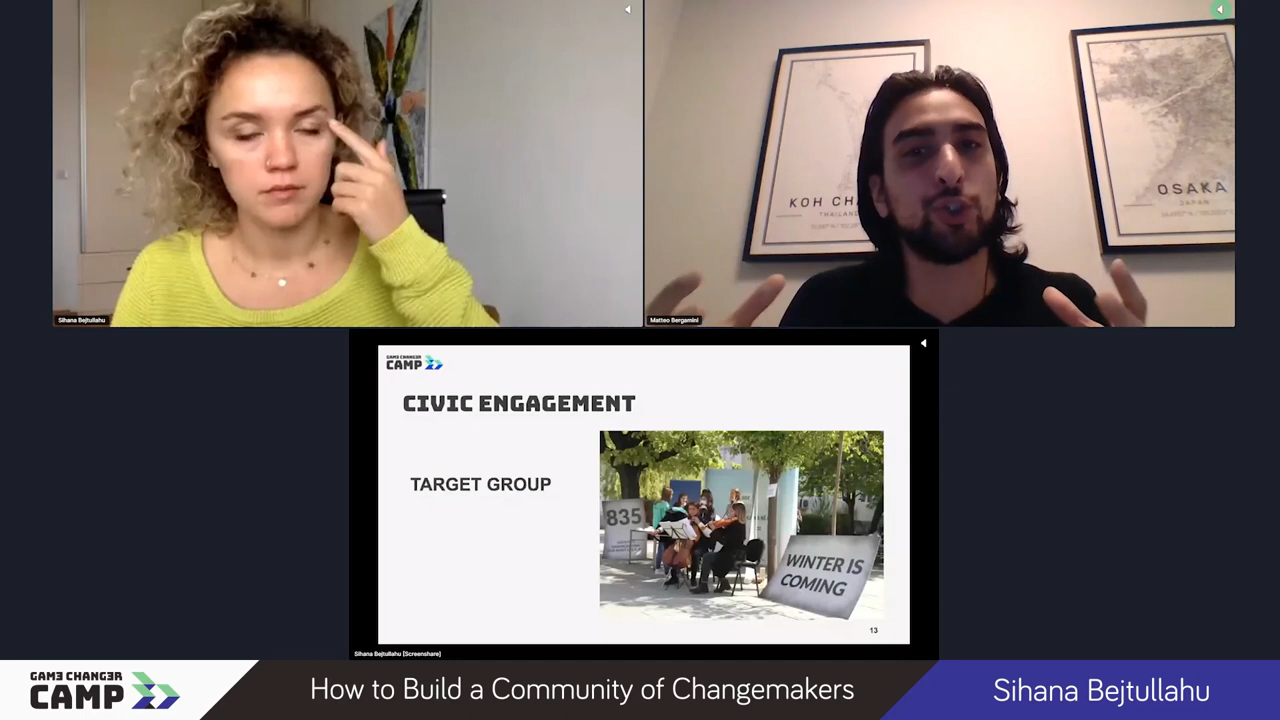 KOH CHA
THAILAND
OSAKA
JAPAN
Sihana Bejtullahu
Matteo Bergamini
GAME CHANGER
CAMP
CIVIC ENGAGEMENT
TARGET GROUP
835
WINTER IS
COMING
13
Sihana Bejtullahu [Screenshare]
GAME CHANGER
CAMP
How to Build a Community of Changemakers
Sihana Bejtullahu